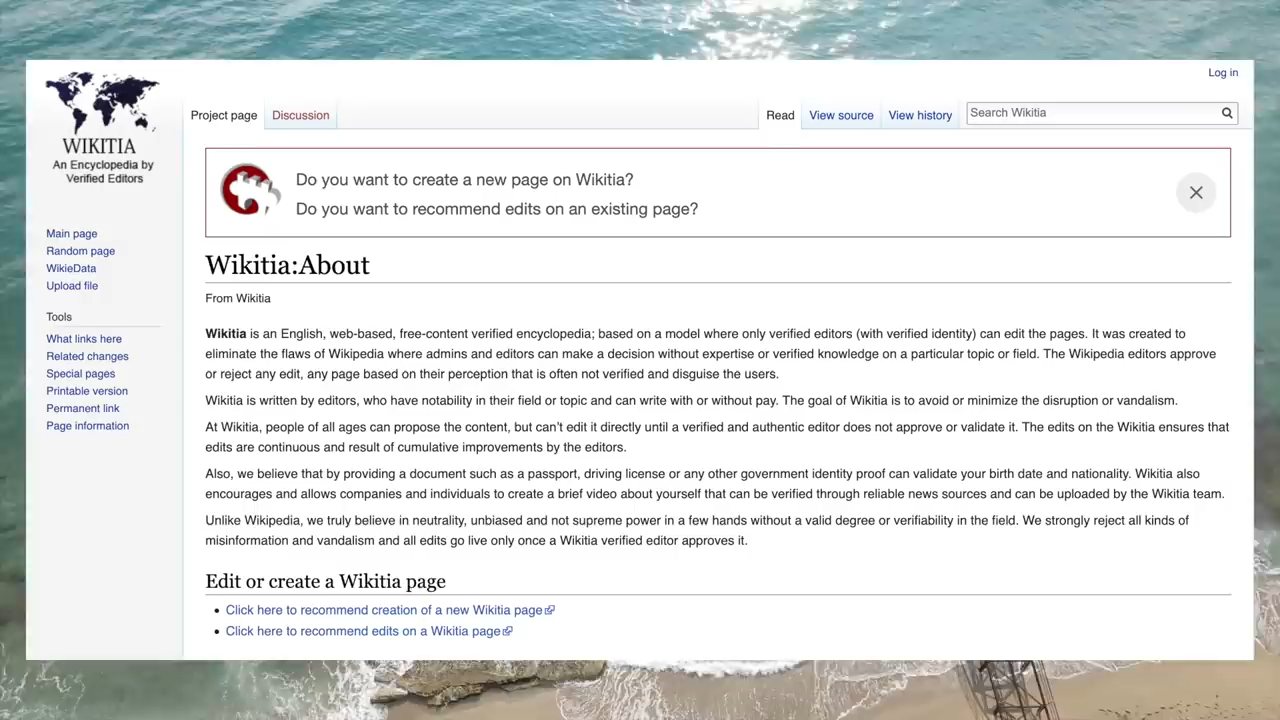 Log in
WIKITIA
An Encyclopedia by
Verified Editors
Project page
Discussion
Read
View source
View history
Search Wikitia
Do you want to create a new page on Wikitia?
Do you want to recommend edits on an existing page?
Main page
Random page
WikieData
Upload file
Tools
What links here
Related changes
Special pages
Printable version
Permanent link
Page information
Wikitia:About
From Wikitia
Wikitia is an English, web-based, free-content verified encyclopedia; based on a model where only verified editors (with verified identity) can edit the pages. It was created to
eliminate the flaws of Wikipedia where admins and editors can make a decision without expertise or verified knowledge on a particular topic or field. The Wikipedia editors approve
or reject any edit, any page based on their perception that is often not verified and disguise the users.
Wikitia is written by editors, who have notability in their field or topic and can write with or without pay. The goal of Wikitia is to avoid or minimize the disruption or vandalism.
At Wikitia, people of all ages can propose the content, but can't edit it directly until a verified and authentic editor does not approve or validate it. The edits on the Wikitia ensures that
edits are continuous and result of cumulative improvements by the editors.
Also, we believe that by providing a document such as a passport, driving license or any other government identity proof can validate your birth date and nationality. Wikitia also
encourages and allows companies and individuals to create a brief video about yourself that can be verified through reliable news sources and can be uploaded by the Wikitia team.
Unlike Wikipedia, we truly believe in neutrality, unbiased and not supreme power in a few hands without a valid degree or verifiability in the field. We strongly reject all kinds of
misinformation and vandalism and all edits go live only once a Wikitia verified editor approves it.
Edit or create a Wikitia page
Click here to recommend creation of a new Wikitia page
Click here to recommend edits on a Wikitia page